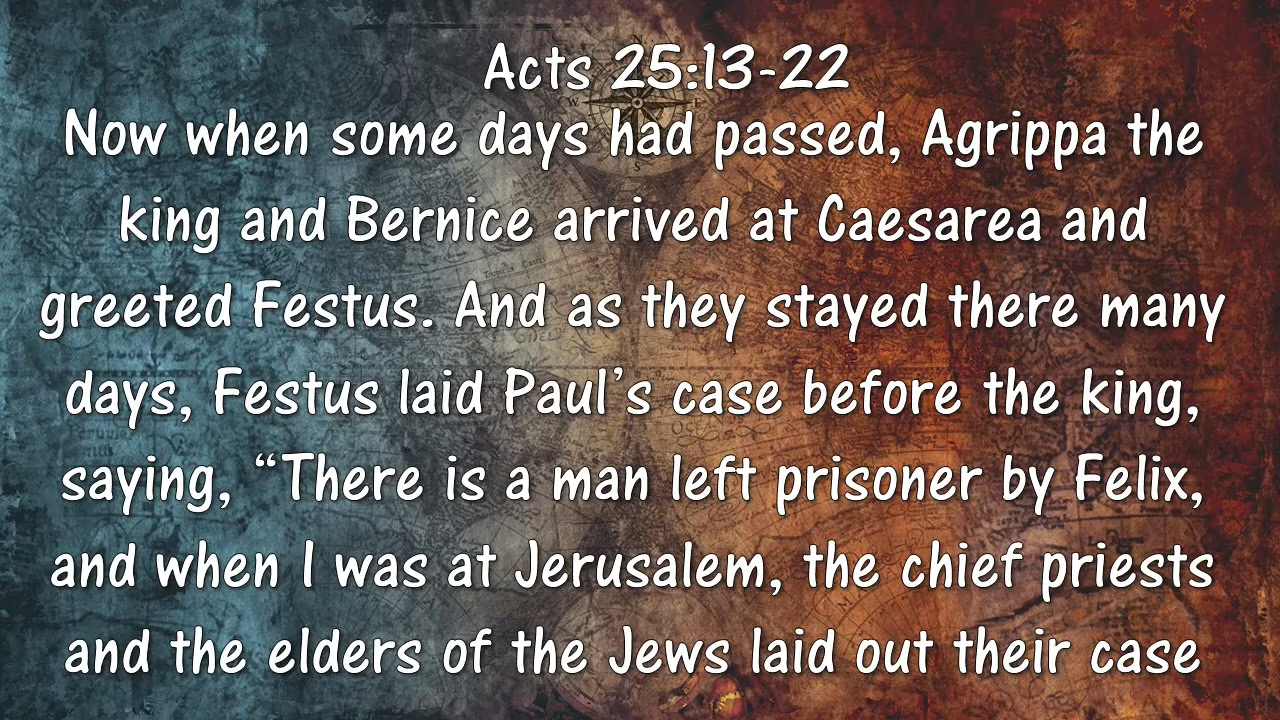 Acts 25:13-22
Now when some days had passed, Agrippa the
king and Bernice arrived at Caesarea and
greeted Festus. And as they stayed there many
days, Festus laid Paul’s case before the king,
saying, “There is a man left prisoner by Felix,
and when I was at Jerusalem, the chief priests
and the elders of the Jews laid out their case